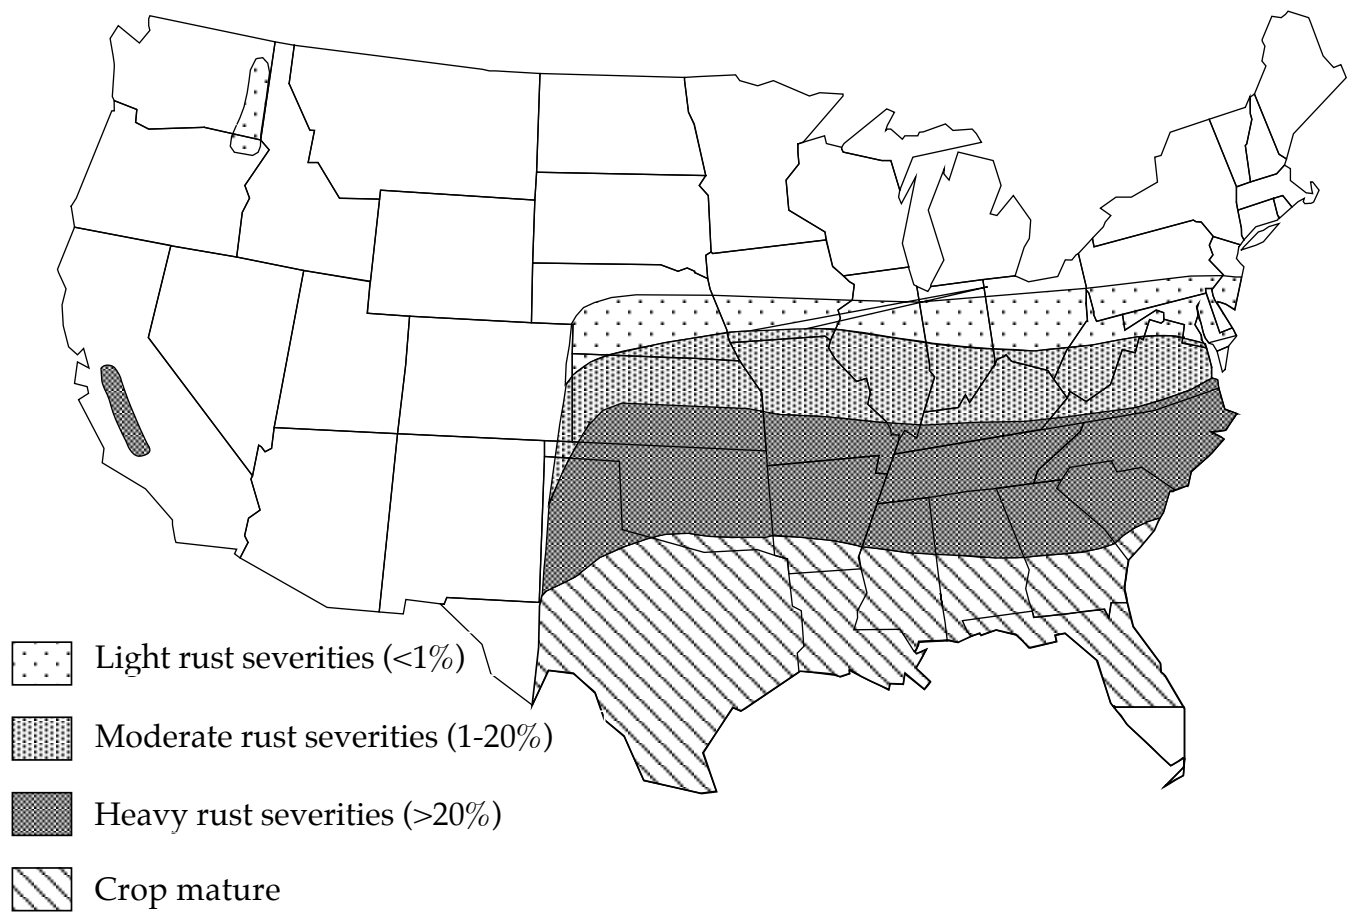 Light rust severities (<1%)
Moderate rust severities (1-20%)
Heavy rust severities (>20%)
Crop mature